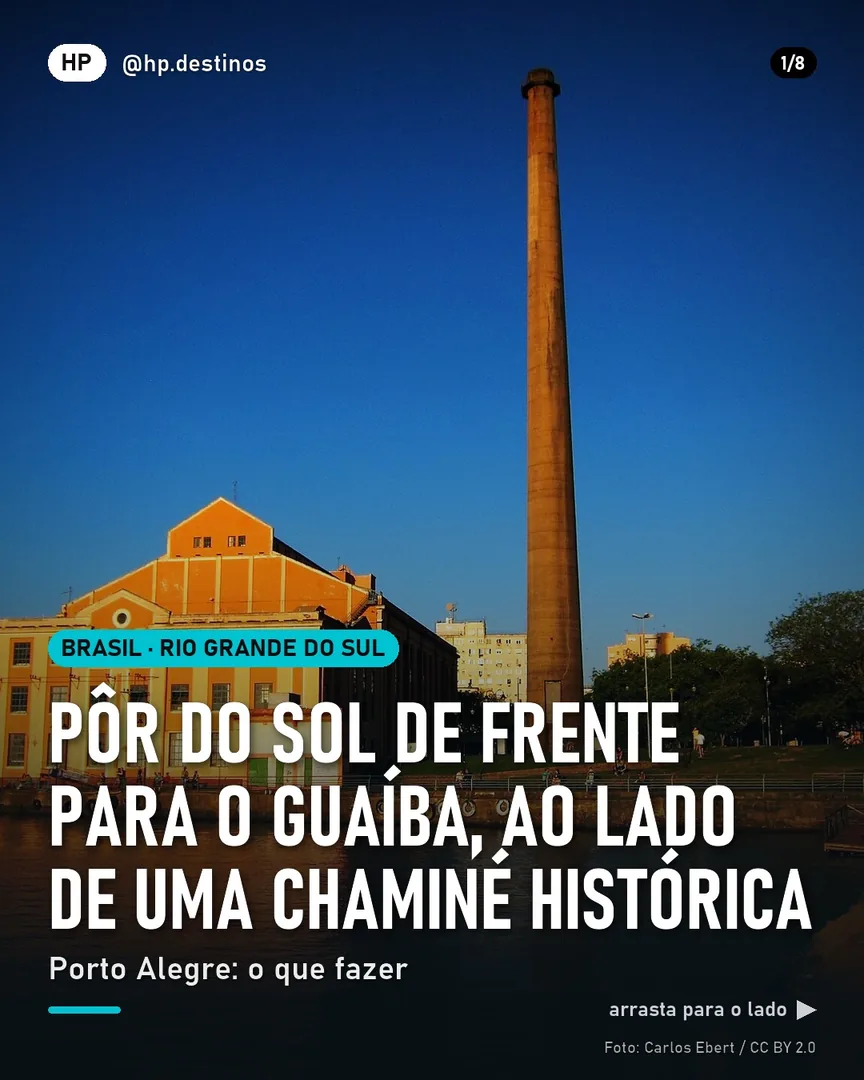 HP @hp.destinos
1/8
BRASIL · RIO GRANDE DO SUL
PÔR DO SOL DE FRENTE
PARA O GUAÍBA, AO LADO
DE UMA CHAMINÉ HISTÓRICA
Porto Alegre: o que fazer
arrasta para o lado ▶
Foto: Carlos Ebert / CC BY 2.0